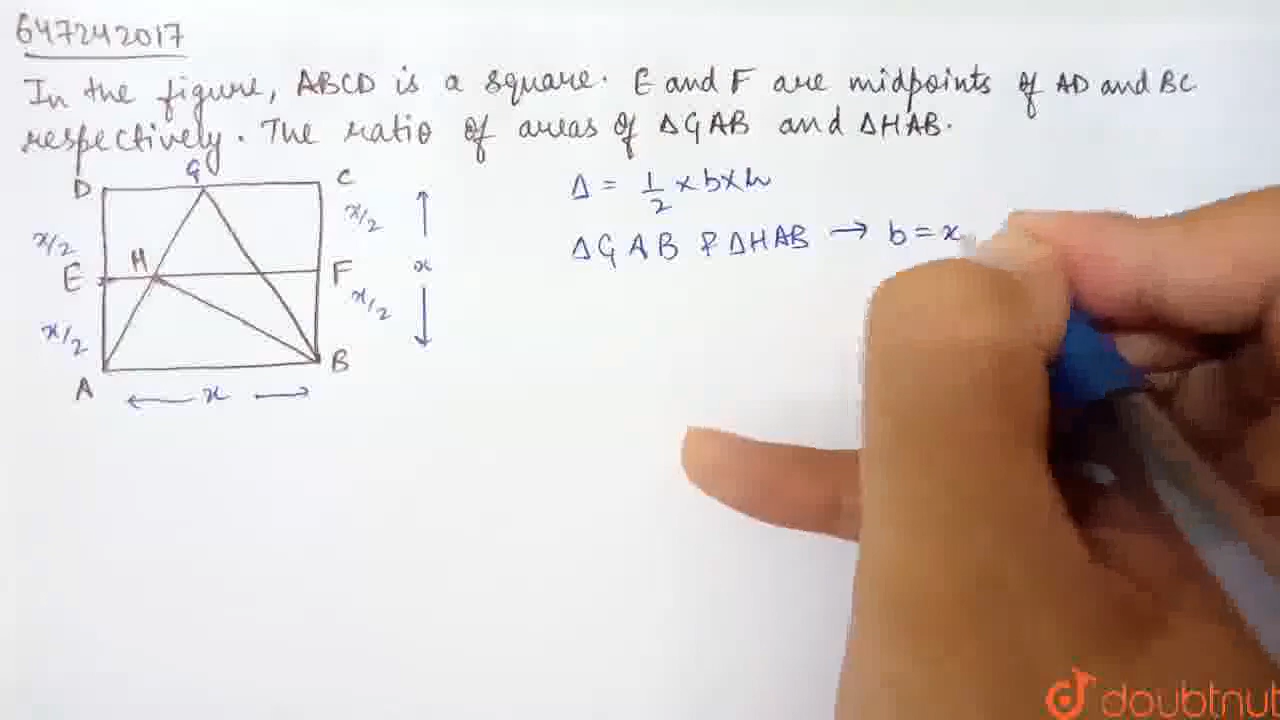 647242017
In the figure, ABCD is a square. E and F are midpoints of AD and BC
respectively. The ratio of areas of ΔGAB and ΔHAB.
D G C
x/2 x/2
E H F x
x/2 x/2
A B
← x →
Δ = 1/2 × b × h
ΔGAB & ΔHAB → b = x
doubtnut